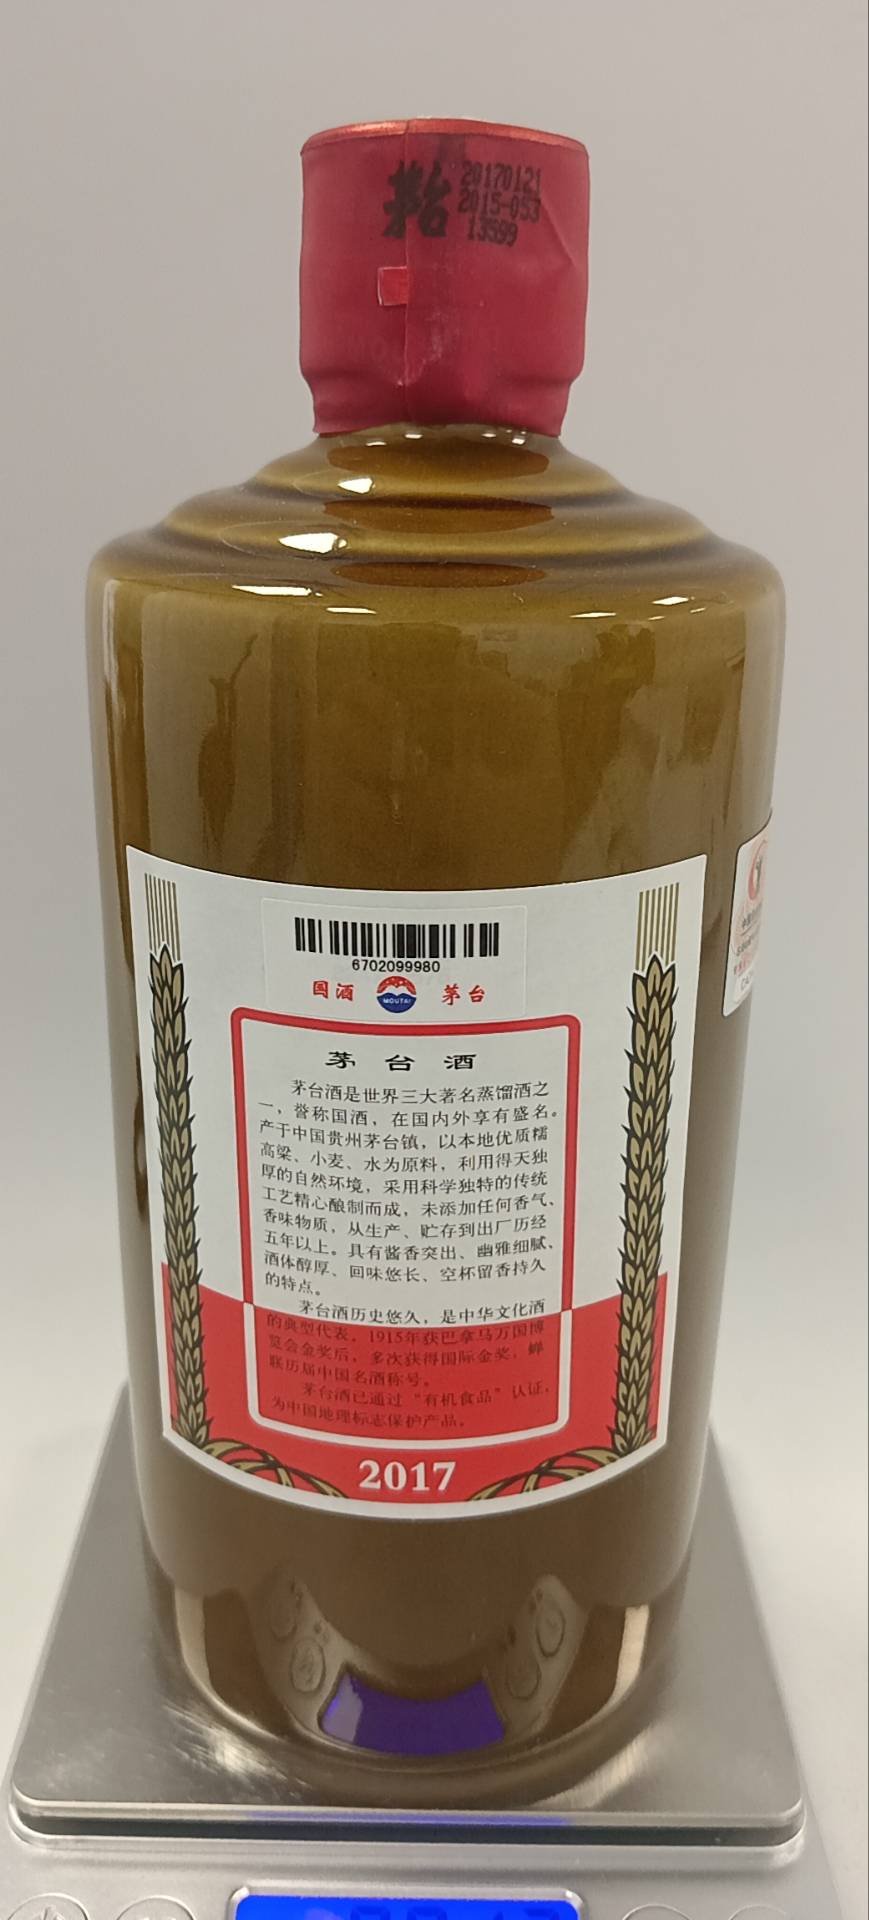 茅台
20170121
2015-053
13599
6702099980
国酒 MOUTAI 茅台
茅台酒
茅台酒是世界三大著名蒸馏酒之
一，誉称国酒，在国内外享有盛名。
产于中国贵州茅台镇，以本地优质糯
高粱、小麦、水为原料，利用得天独
厚的自然环境，采用科学独特的传统
工艺精心酿制而成，未添加任何香气、
香味物质，从生产、贮存到出厂历经
五年以上。具有酱香突出、幽雅细腻、
酒体醇厚、回味悠长、空杯留香持久
的特点。
茅台酒历史悠久，是中华文化酒
的典型代表。1915年获巴拿马万国博
览会金奖后，多次获得国际金奖，蝉
联历届中国名酒称号。
茅台酒已通过“有机食品”认证，
为中国地理标志保护产品。
2017